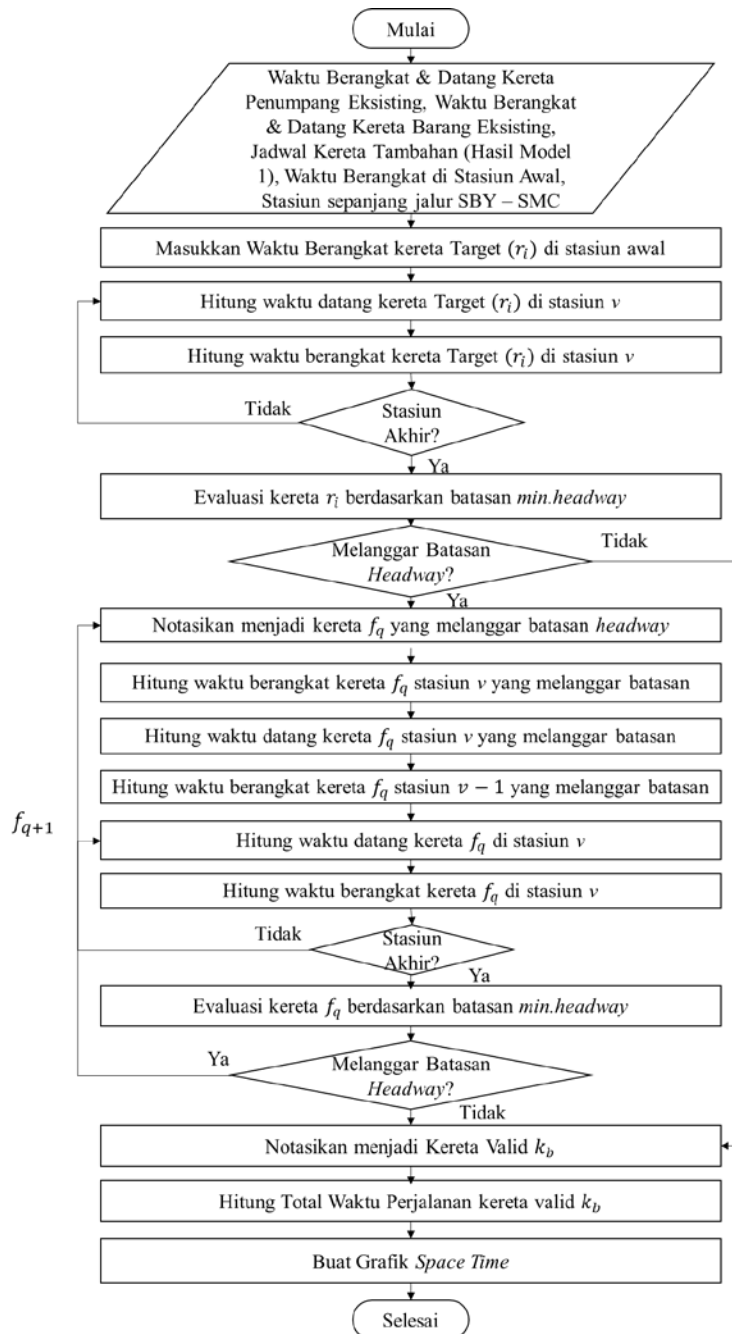 Mulai
Waktu Berangkat & Datang Kereta
Penumpang Eksisting, Waktu Berangkat
& Datang Kereta Barang Eksisting,
Jadwal Kereta Tambahan (Hasil Model
1), Waktu Berangkat di Stasiun Awal,
Stasiun sepanjang jalur SBY – SMC
Masukkan Waktu Berangkat kereta Target (r_i) di stasiun awal
Hitung waktu datang kereta Target (r_i) di stasiun v
Hitung waktu berangkat kereta Target (r_i) di stasiun v
Tidak
Stasiun
Akhir?
Ya
Evaluasi kereta r_i berdasarkan batasan min.headway
Melanggar Batasan
Headway?
Tidak
Ya
Notasikan menjadi kereta f_q yang melanggar batasan headway
Hitung waktu berangkat kereta f_q stasiun v yang melanggar batasan
Hitung waktu datang kereta f_q stasiun v yang melanggar batasan
Hitung waktu berangkat kereta f_q stasiun v − 1 yang melanggar batasan
f_{q+1}
Hitung waktu datang kereta f_q di stasiun v
Hitung waktu berangkat kereta f_q di stasiun v
Tidak
Stasiun
Akhir?
Ya
Evaluasi kereta f_q berdasarkan batasan min.headway
Ya
Melanggar Batasan
Headway?
Tidak
Notasikan menjadi Kereta Valid k_b
Hitung Total Waktu Perjalanan kereta valid k_b
Buat Grafik Space Time
Selesai